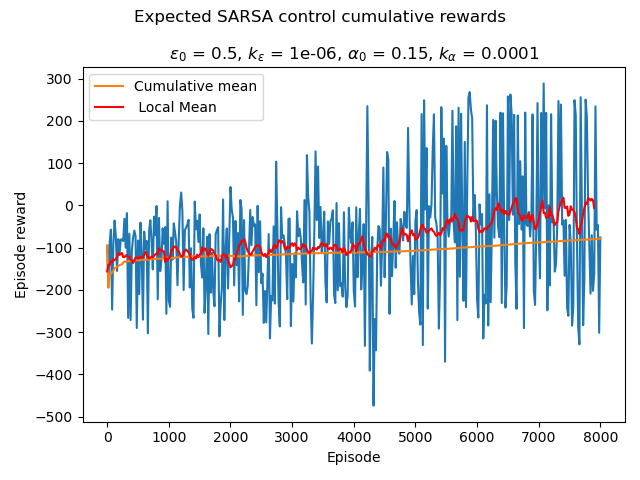 Expected SARSA control cumulative rewards
ε₀ = 0.5, kε = 1e-06, α₀ = 0.15, kα = 0.0001
Cumulative mean
Local Mean
Episode reward
300
200
100
0
−100
−200
−300
−400
−500
0 1000 2000 3000 4000 5000 6000 7000 8000
Episode